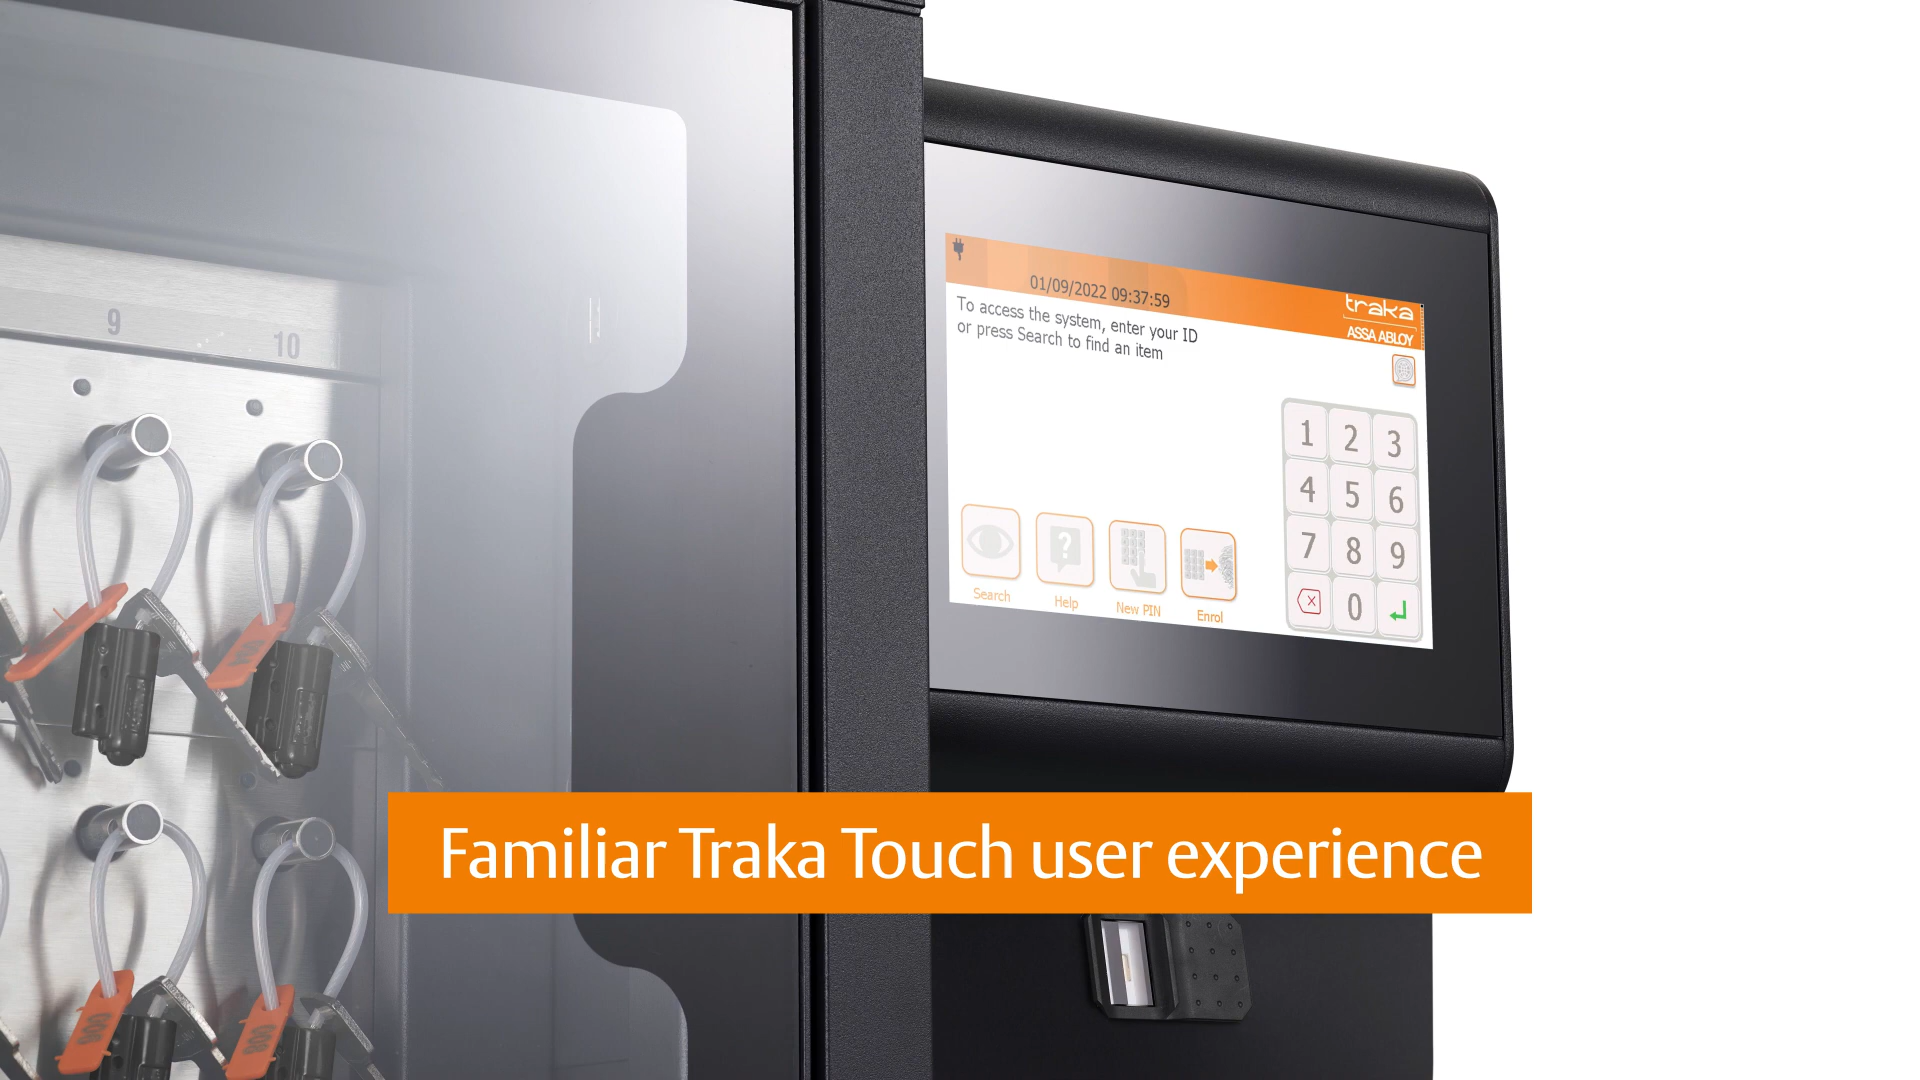 9
10
01/09/2022 09:37:59
traka
ASSA ABLOY
To access the system, enter your ID
or press Search to find an item
1 2 3
4 5 6
7 8 9
0
Search
Help
New PIN
Enrol
Familiar Traka Touch user experience